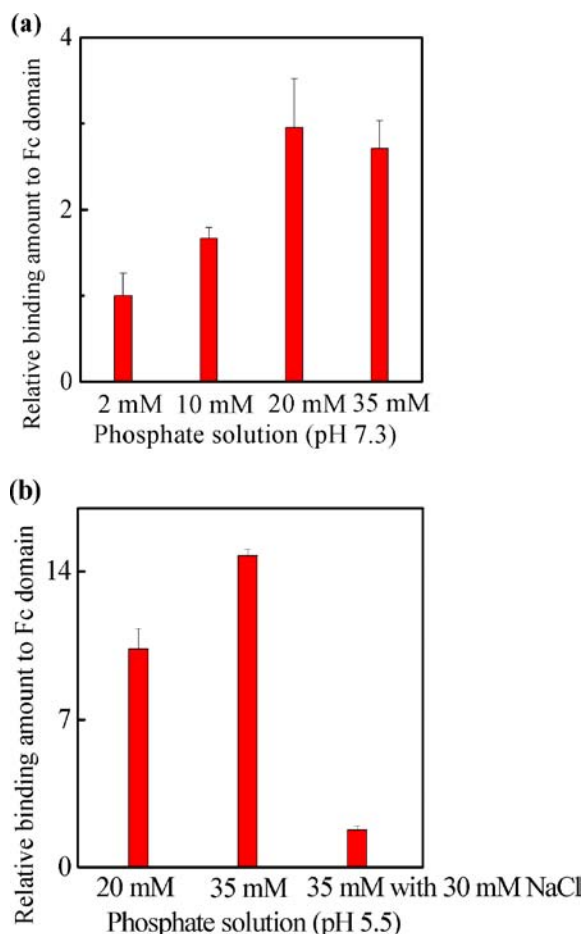 (a)
Relative binding amount to Fc domain
4
2
0
2 mM 10 mM 20 mM 35 mM
Phosphate solution (pH 7.3)
(b)
Relative binding amount to Fc domain
14
7
0
20 mM 35 mM 35 mM with 30 mM NaCl
Phosphate solution (pH 5.5)